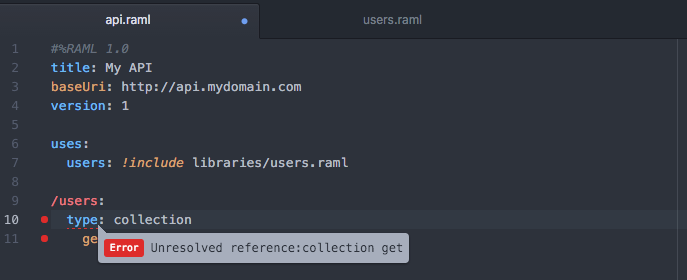 api.raml
users.raml
1 #%RAML 1.0
2 title: My API
3 baseUri: http://api.mydomain.com
4 version: 1
5
6 uses:
7 users: !include libraries/users.raml
8
9 /users:
10 type: collection
11 ge
Error Unresolved reference:collection get